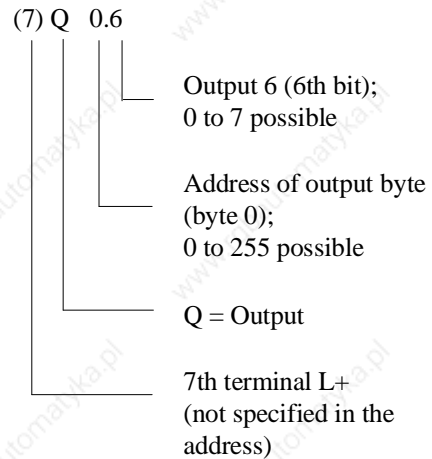 (7) Q 0.6
Output 6 (6th bit);
0 to 7 possible
Address of output byte
(byte 0);
0 to 255 possible
Q = Output
7th terminal L+
(not specified in the
address)